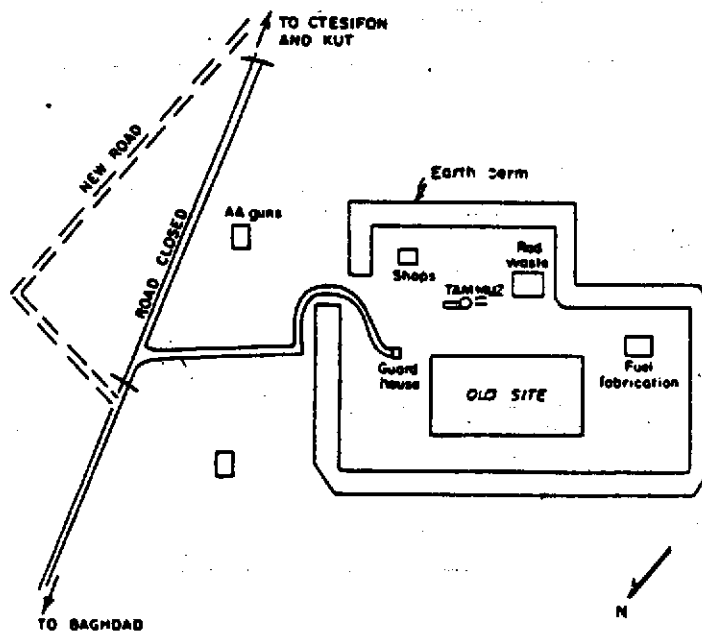 TO CTESIFON
AND KUT
NEW ROAD
ROAD CLOSED
AA guns
Earth berm
Shops
Rad
waste
TAMMUZ
Guard
house
OLD SITE
Fuel
fabrication
N
TO BAGHDAD